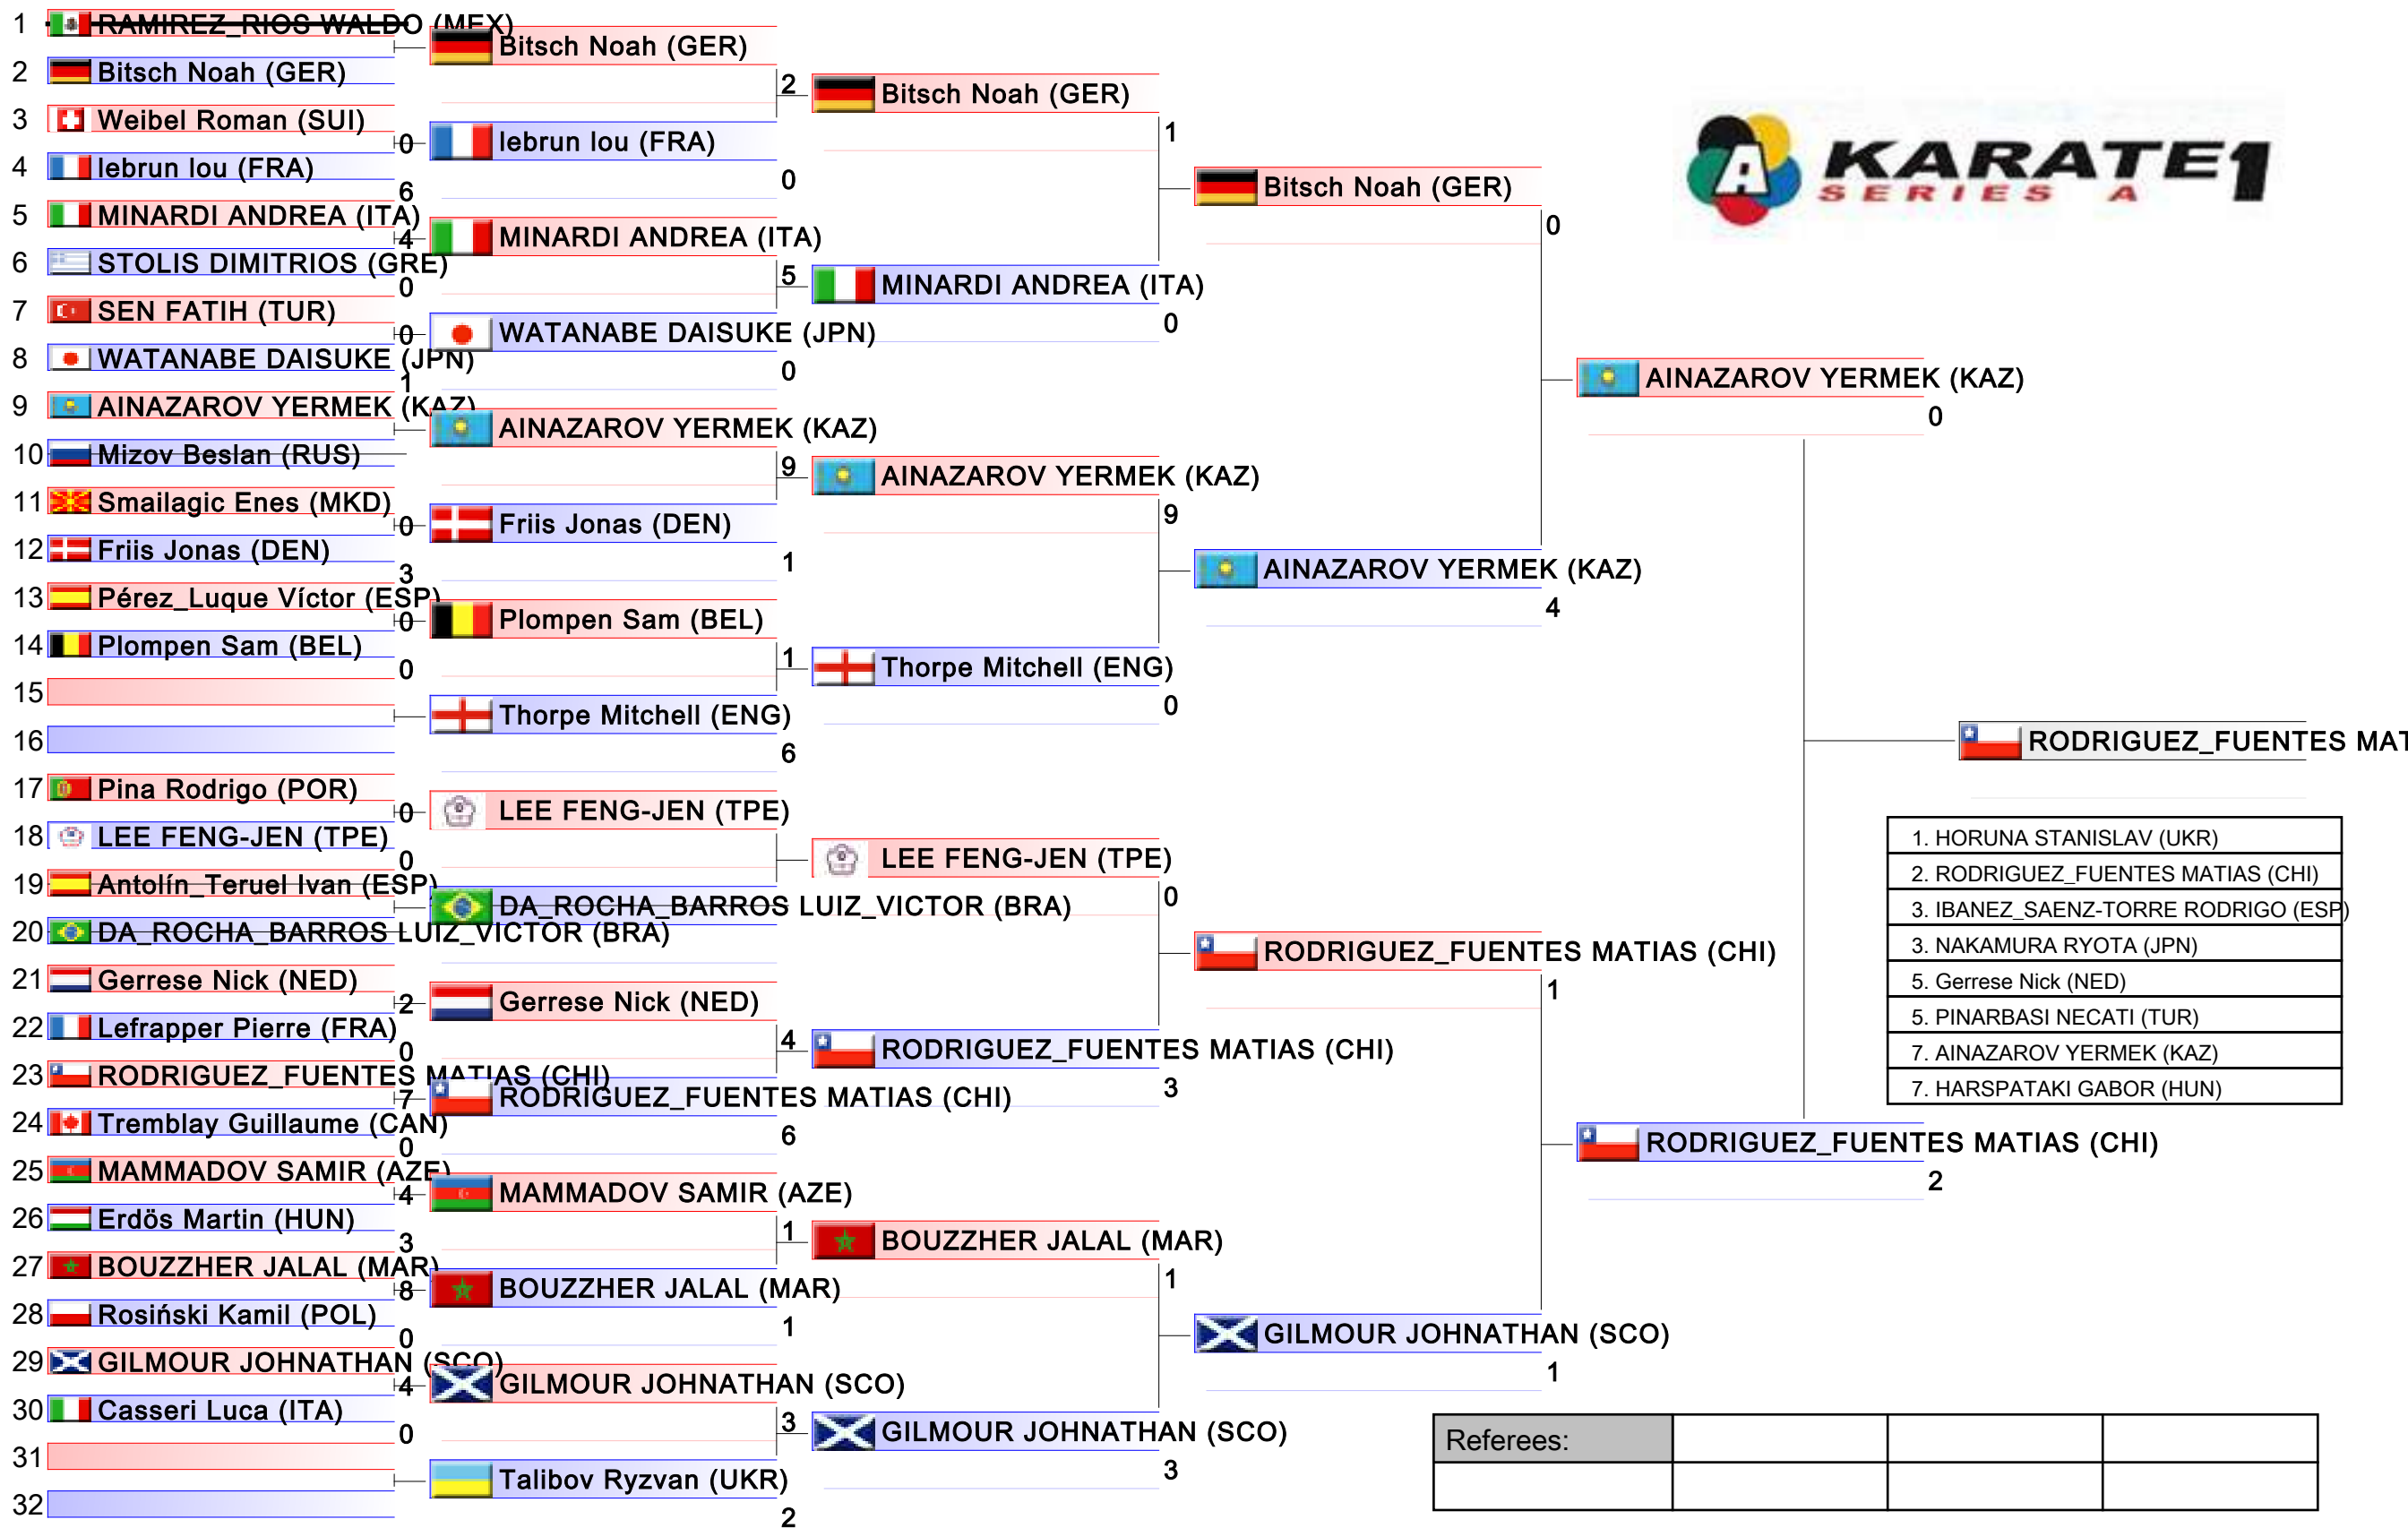 1 RAMIREZ_RIOS WALDO (MEX)
2 Bitsch Noah (GER)
3 Weibel Roman (SUI)
0
4 lebrun lou (FRA)
6
5 MINARDI ANDREA (ITA)
4
6 STOLIS DIMITRIOS (GRE)
0
7 SEN FATIH (TUR)
0
8 WATANABE DAISUKE (JPN)
1
9 AINAZAROV YERMEK (KAZ)
10 Mizov Beslan (RUS)
11 Smailagic Enes (MKD)
0
12 Friis Jonas (DEN)
3
13 Pérez_Luque Víctor (ESP)
0
14 Plompen Sam (BEL)
0
15
16
17 Pina Rodrigo (POR)
0
18 LEE FENG-JEN (TPE)
0
19 Antolín_Teruel Ivan (ESP)
20 DA_ROCHA_BARROS LUIZ_VICTOR (BRA)
21 Gerrese Nick (NED)
2
22 Lefrapper Pierre (FRA)
0
23 RODRIGUEZ_FUENTES MATIAS (CHI)
7
24 Tremblay Guillaume (CAN)
0
25 MAMMADOV SAMIR (AZE)
4
26 Erdös Martin (HUN)
3
27 BOUZZHER JALAL (MAR)
8
28 Rosiński Kamil (POL)
0
29 GILMOUR JOHNATHAN (SCO)
4
30 Casseri Luca (ITA)
0
31
32
Bitsch Noah (GER)
2
lebrun lou (FRA)
0
MINARDI ANDREA (ITA)
5
WATANABE DAISUKE (JPN)
0
AINAZAROV YERMEK (KAZ)
9
Friis Jonas (DEN)
1
Plompen Sam (BEL)
1
Thorpe Mitchell (ENG)
6
LEE FENG-JEN (TPE)
DA_ROCHA_BARROS LUIZ_VICTOR (BRA)
Gerrese Nick (NED)
4
RODRIGUEZ_FUENTES MATIAS (CHI)
6
MAMMADOV SAMIR (AZE)
1
BOUZZHER JALAL (MAR)
1
GILMOUR JOHNATHAN (SCO)
3
Talibov Ryzvan (UKR)
2
Bitsch Noah (GER)
1
MINARDI ANDREA (ITA)
0
AINAZAROV YERMEK (KAZ)
9
Thorpe Mitchell (ENG)
0
LEE FENG-JEN (TPE)
0
RODRIGUEZ_FUENTES MATIAS (CHI)
3
BOUZZHER JALAL (MAR)
1
GILMOUR JOHNATHAN (SCO)
3
Bitsch Noah (GER)
0
AINAZAROV YERMEK (KAZ)
4
RODRIGUEZ_FUENTES MATIAS (CHI)
1
GILMOUR JOHNATHAN (SCO)
1
AINAZAROV YERMEK (KAZ)
0
RODRIGUEZ_FUENTES MATIAS (CHI)
2
A KARATE1
SERIES A
RODRIGUEZ_FUENTES MAT
1. HORUNA STANISLAV (UKR)
2. RODRIGUEZ_FUENTES MATIAS (CHI)
3. IBANEZ_SAENZ-TORRE RODRIGO (ESP)
3. NAKAMURA RYOTA (JPN)
5. Gerrese Nick (NED)
5. PINARBASI NECATI (TUR)
7. AINAZAROV YERMEK (KAZ)
7. HARSPATAKI GABOR (HUN)
Referees: